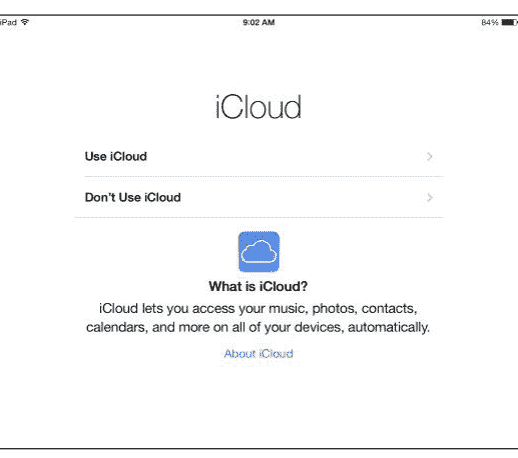 iPad 9:02 AM 84%
iCloud
Use iCloud
Don't Use iCloud
What is iCloud?
iCloud lets you access your music, photos, contacts,
calendars, and more on all of your devices, automatically.
About iCloud